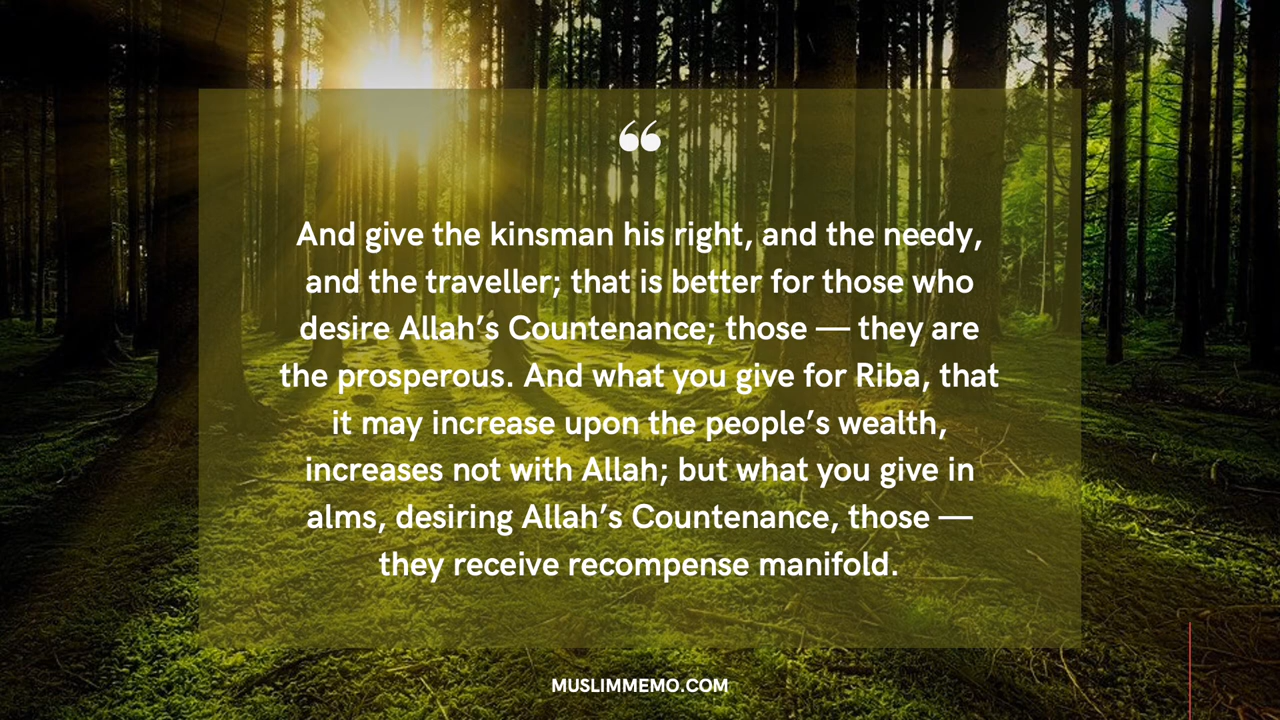 “
And give the kinsman his right, and the needy,
and the traveller; that is better for those who
desire Allah’s Countenance; those — they are
the prosperous. And what you give for Riba, that
it may increase upon the people’s wealth,
increases not with Allah; but what you give in
alms, desiring Allah’s Countenance, those —
they receive recompense manifold.
MUSLIMMEMO.COM